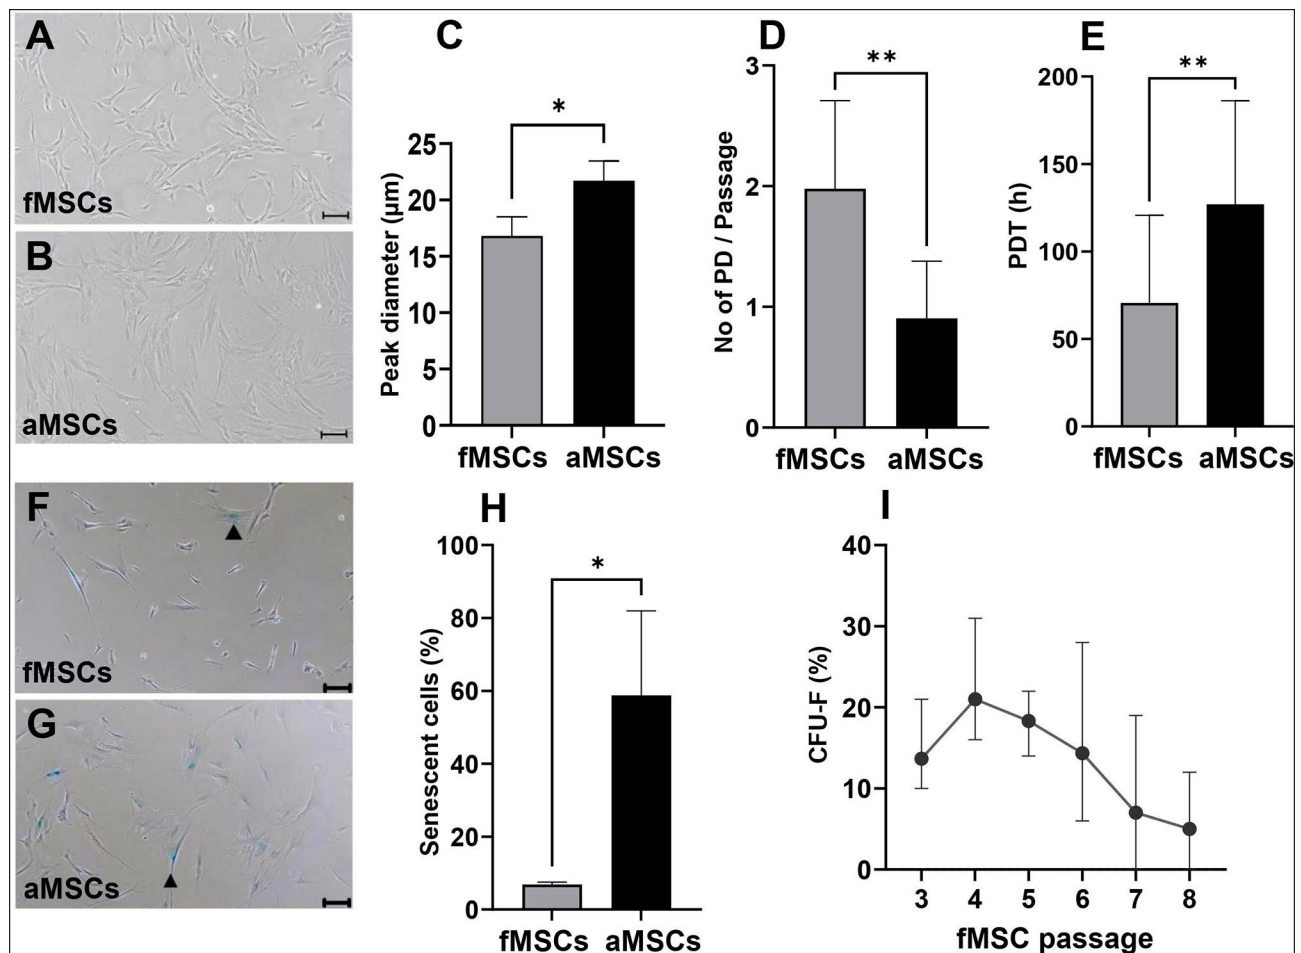 A
fMSCs
B
aMSCs
C
*
Peak diameter (μm)
25
20
15
10
5
0
fMSCs aMSCs
D
**
No of PD / Passage
3
2
1
0
fMSCs aMSCs
E
**
PDT (h)
200
150
100
50
0
fMSCs aMSCs
F
fMSCs
G
aMSCs
H
*
Senescent cells (%)
100
80
60
40
20
0
fMSCs aMSCs
I
CFU-F (%)
40
30
20
10
0
3 4 5 6 7 8
fMSC passage